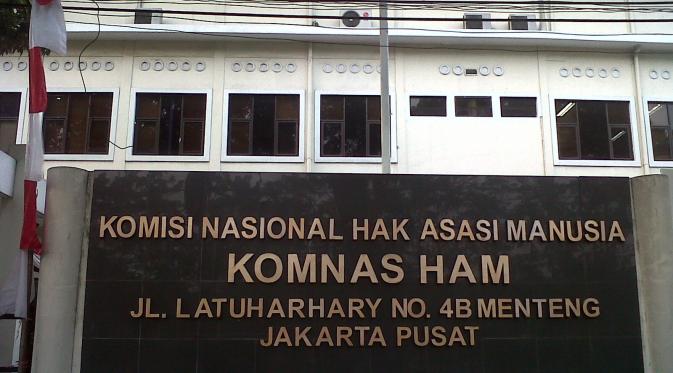 KOMISI NASIONAL HAK ASASI MANUSIA
KOMNAS HAM
JL. LATUHARHARY NO. 4B MENTENG
JAKARTA PUSAT